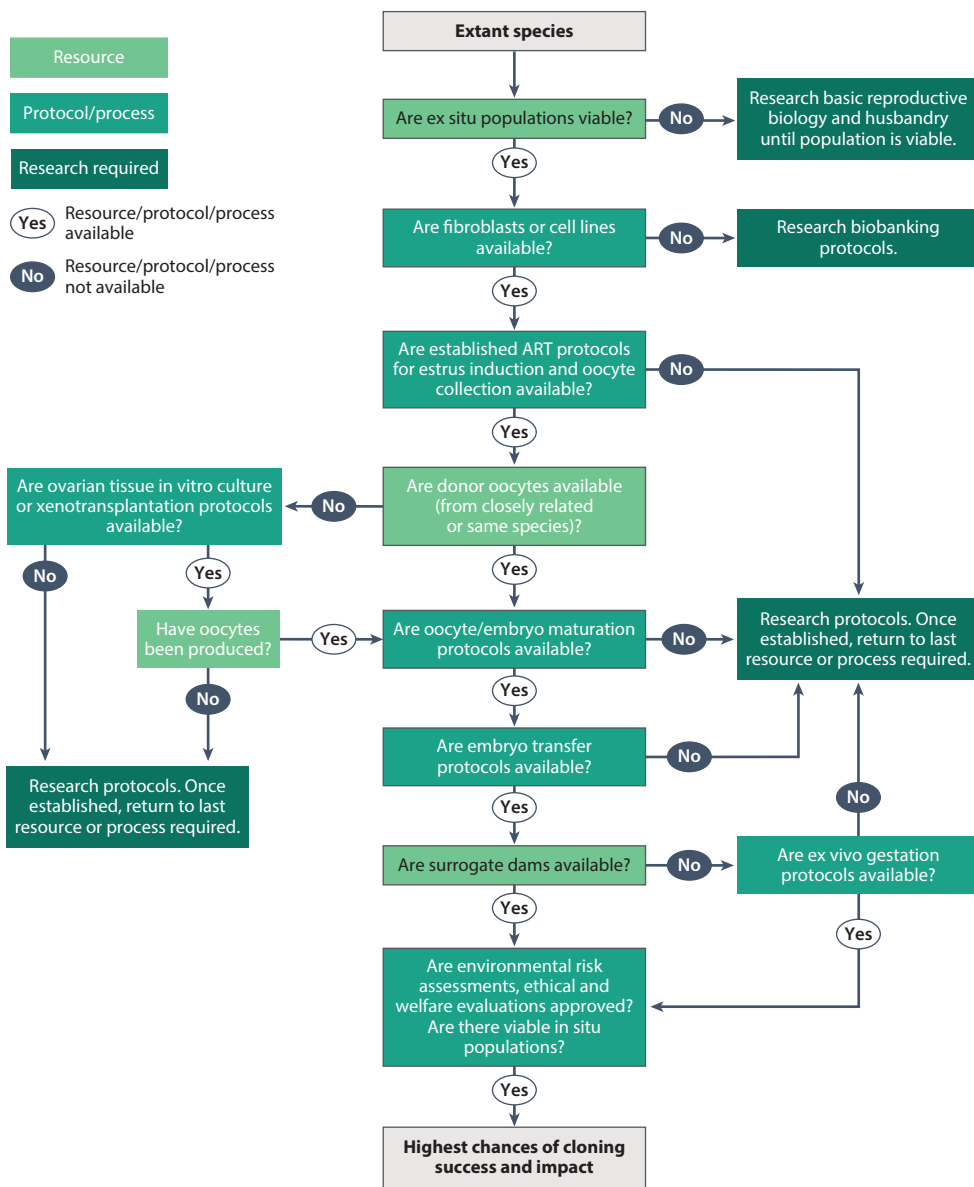 Resource
Protocol/process
Research required
Yes
Resource/protocol/process
available
No
Resource/protocol/process
not available
Extant species
Are ex situ populations viable?
No
Research basic reproductive
biology and husbandry
until population is viable.
Yes
Are fibroblasts or cell lines
available?
No
Research biobanking
protocols.
Yes
Are established ART protocols
for estrus induction and oocyte
collection available?
No
Yes
Are ovarian tissue in vitro culture
or xenotransplantation protocols
available?
No
Are donor oocytes available
(from closely related
or same species)?
No
Yes
Yes
Have oocytes
been produced?
Yes
Are oocyte/embryo maturation
protocols available?
No
Research protocols. Once
established, return to last
resource or process required.
No
Yes
Research protocols. Once
established, return to last
resource or process required.
Are embryo transfer
protocols available?
No
No
Yes
Are surrogate dams available?
No
Are ex vivo gestation
protocols available?
Yes
Yes
Are environmental risk
assessments, ethical and
welfare evaluations approved?
Are there viable in situ
populations?
Yes
Highest chances of cloning
success and impact